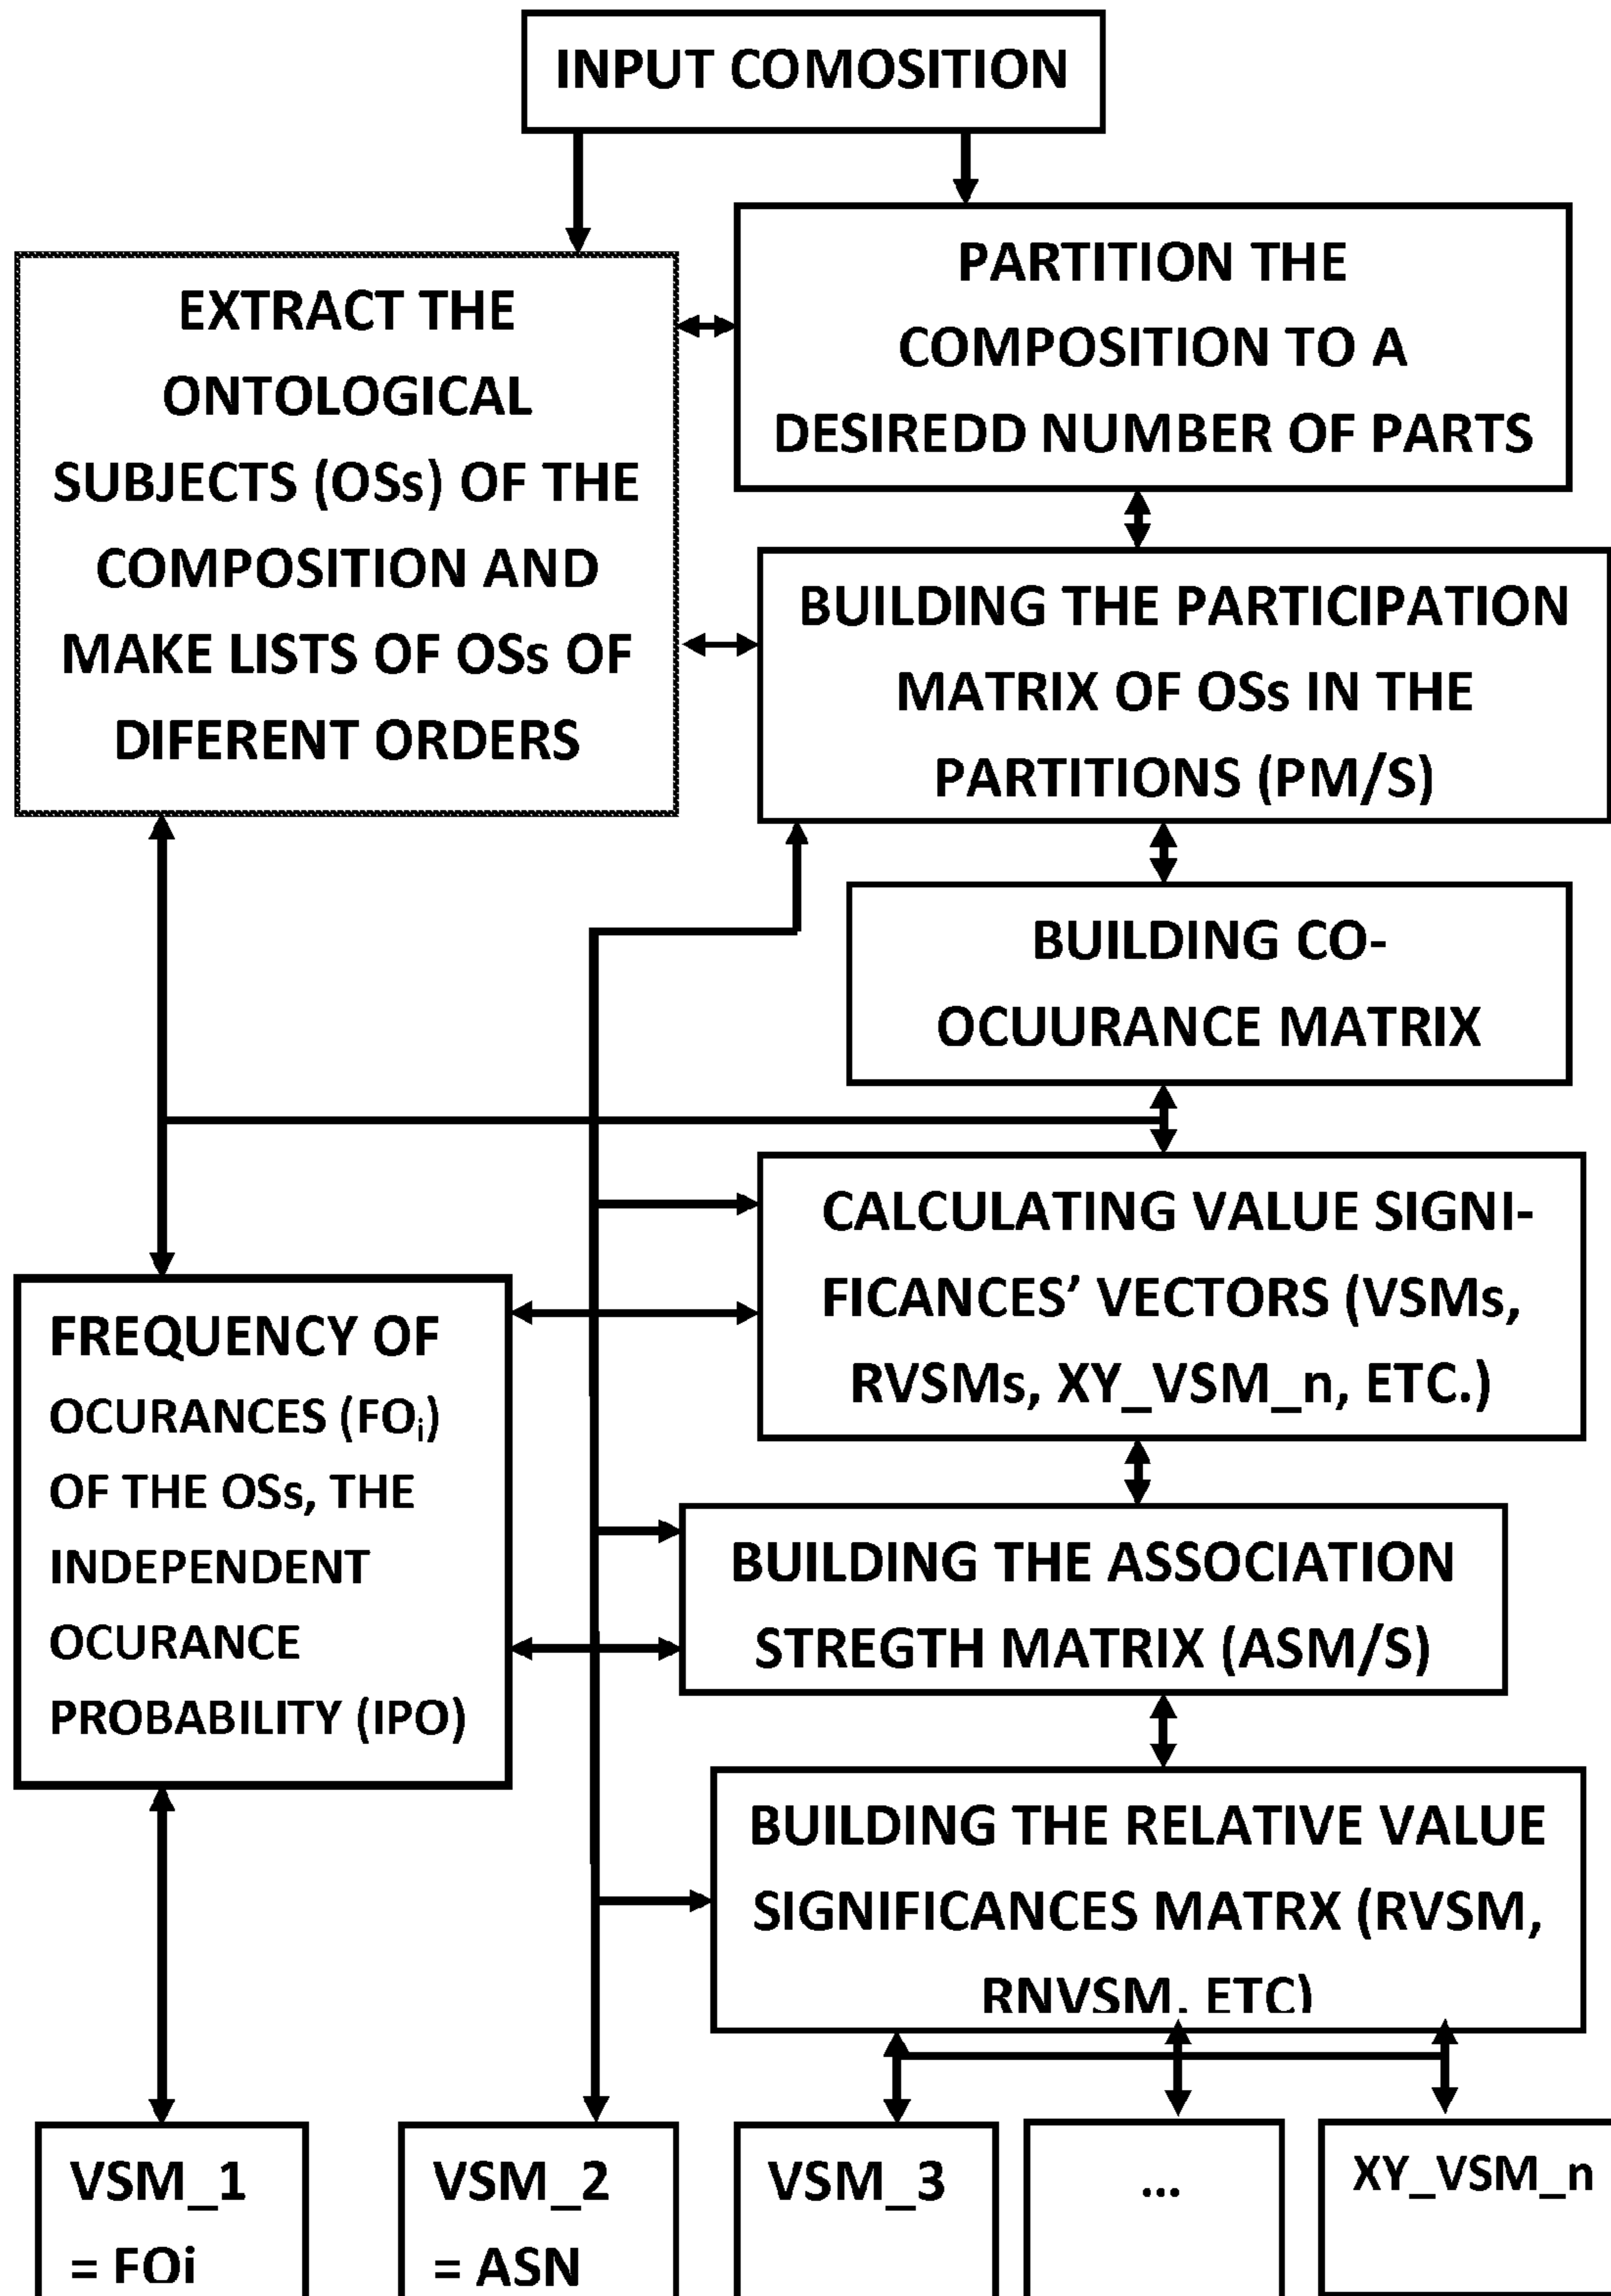 INPUT COMOSITION
EXTRACT THE
ONTOLOGICAL
SUBJECTS (OSs) OF THE
COMPOSITION AND
MAKE LISTS OF OSs OF
DIFERENT ORDERS
PARTITION THE
COMPOSITION TO A
DESIREDD NUMBER OF PARTS
BUILDING THE PARTICIPATION
MATRIX OF OSs IN THE
PARTITIONS (PM/S)
BUILDING CO-
OCUURANCE MATRIX
CALCULATING VALUE SIGNI-
FICANCES’ VECTORS (VSMs,
RVSMs, XY_VSM_n, ETC.)
FREQUENCY OF
OCURANCES (FOi)
OF THE OSs, THE
INDEPENDENT
OCURANCE
PROBABILITY (IPO)
BUILDING THE ASSOCIATION
STREGTH MATRIX (ASM/S)
BUILDING THE RELATIVE VALUE
SIGNIFICANCES MATRX (RVSM,
RNVSM, ETC)
VSM_1
= FOi
VSM_2
= ASN
VSM_3
...
XY_VSM_n